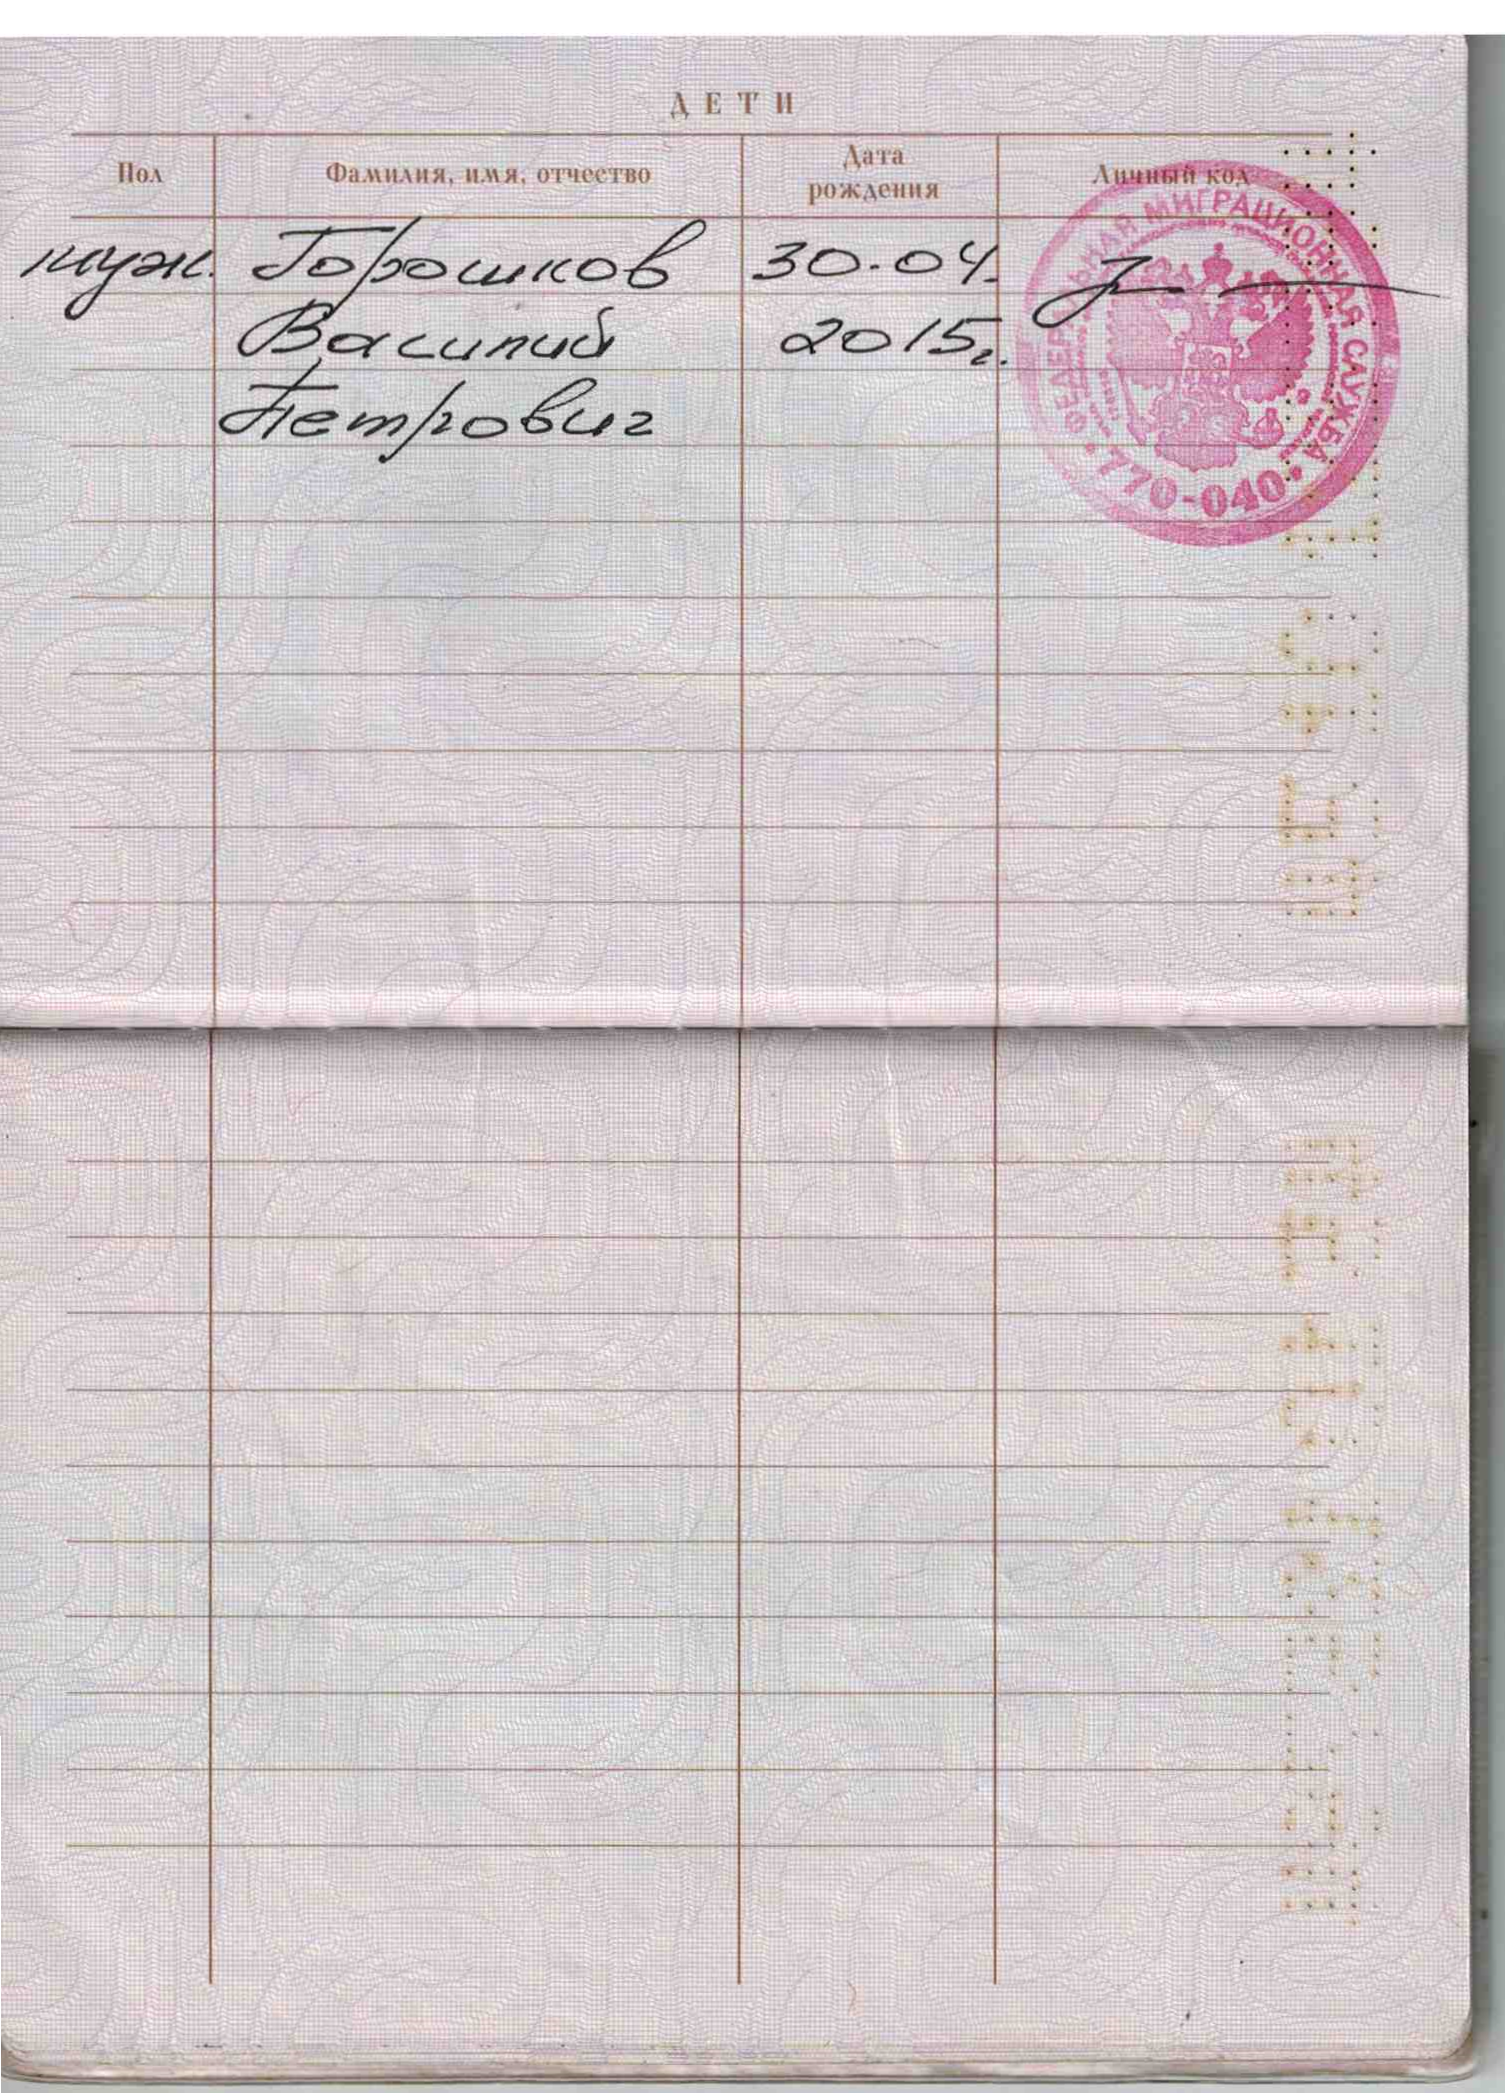 ДЕТИ
Пол Фамилия, имя, отчество Дата рождения Личный код
муж. Горошков 30.04.
Василий 2015г.
Петрович
ФЕДЕРАЛЬНАЯ МИГРАЦИОННАЯ СЛУЖБА
770-040